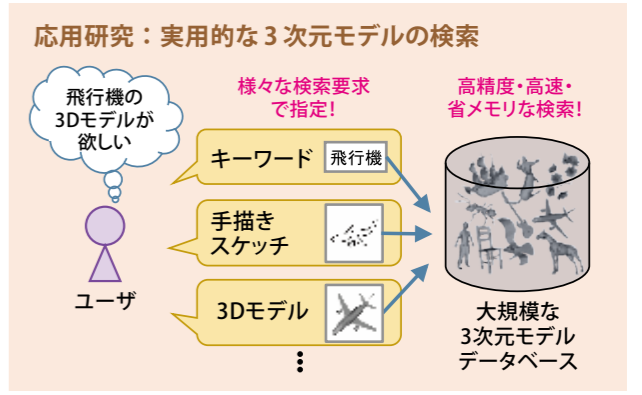 応用研究：実用的な３次元モデルの検索
飛行機の
3Dモデルが
欲しい
様々な検索要求
で指定!
高精度・高速・
省メモリな検索!
キーワード
飛行機
手描き
スケッチ
3Dモデル
ユーザ
大規模な
3次元モデル
データベース